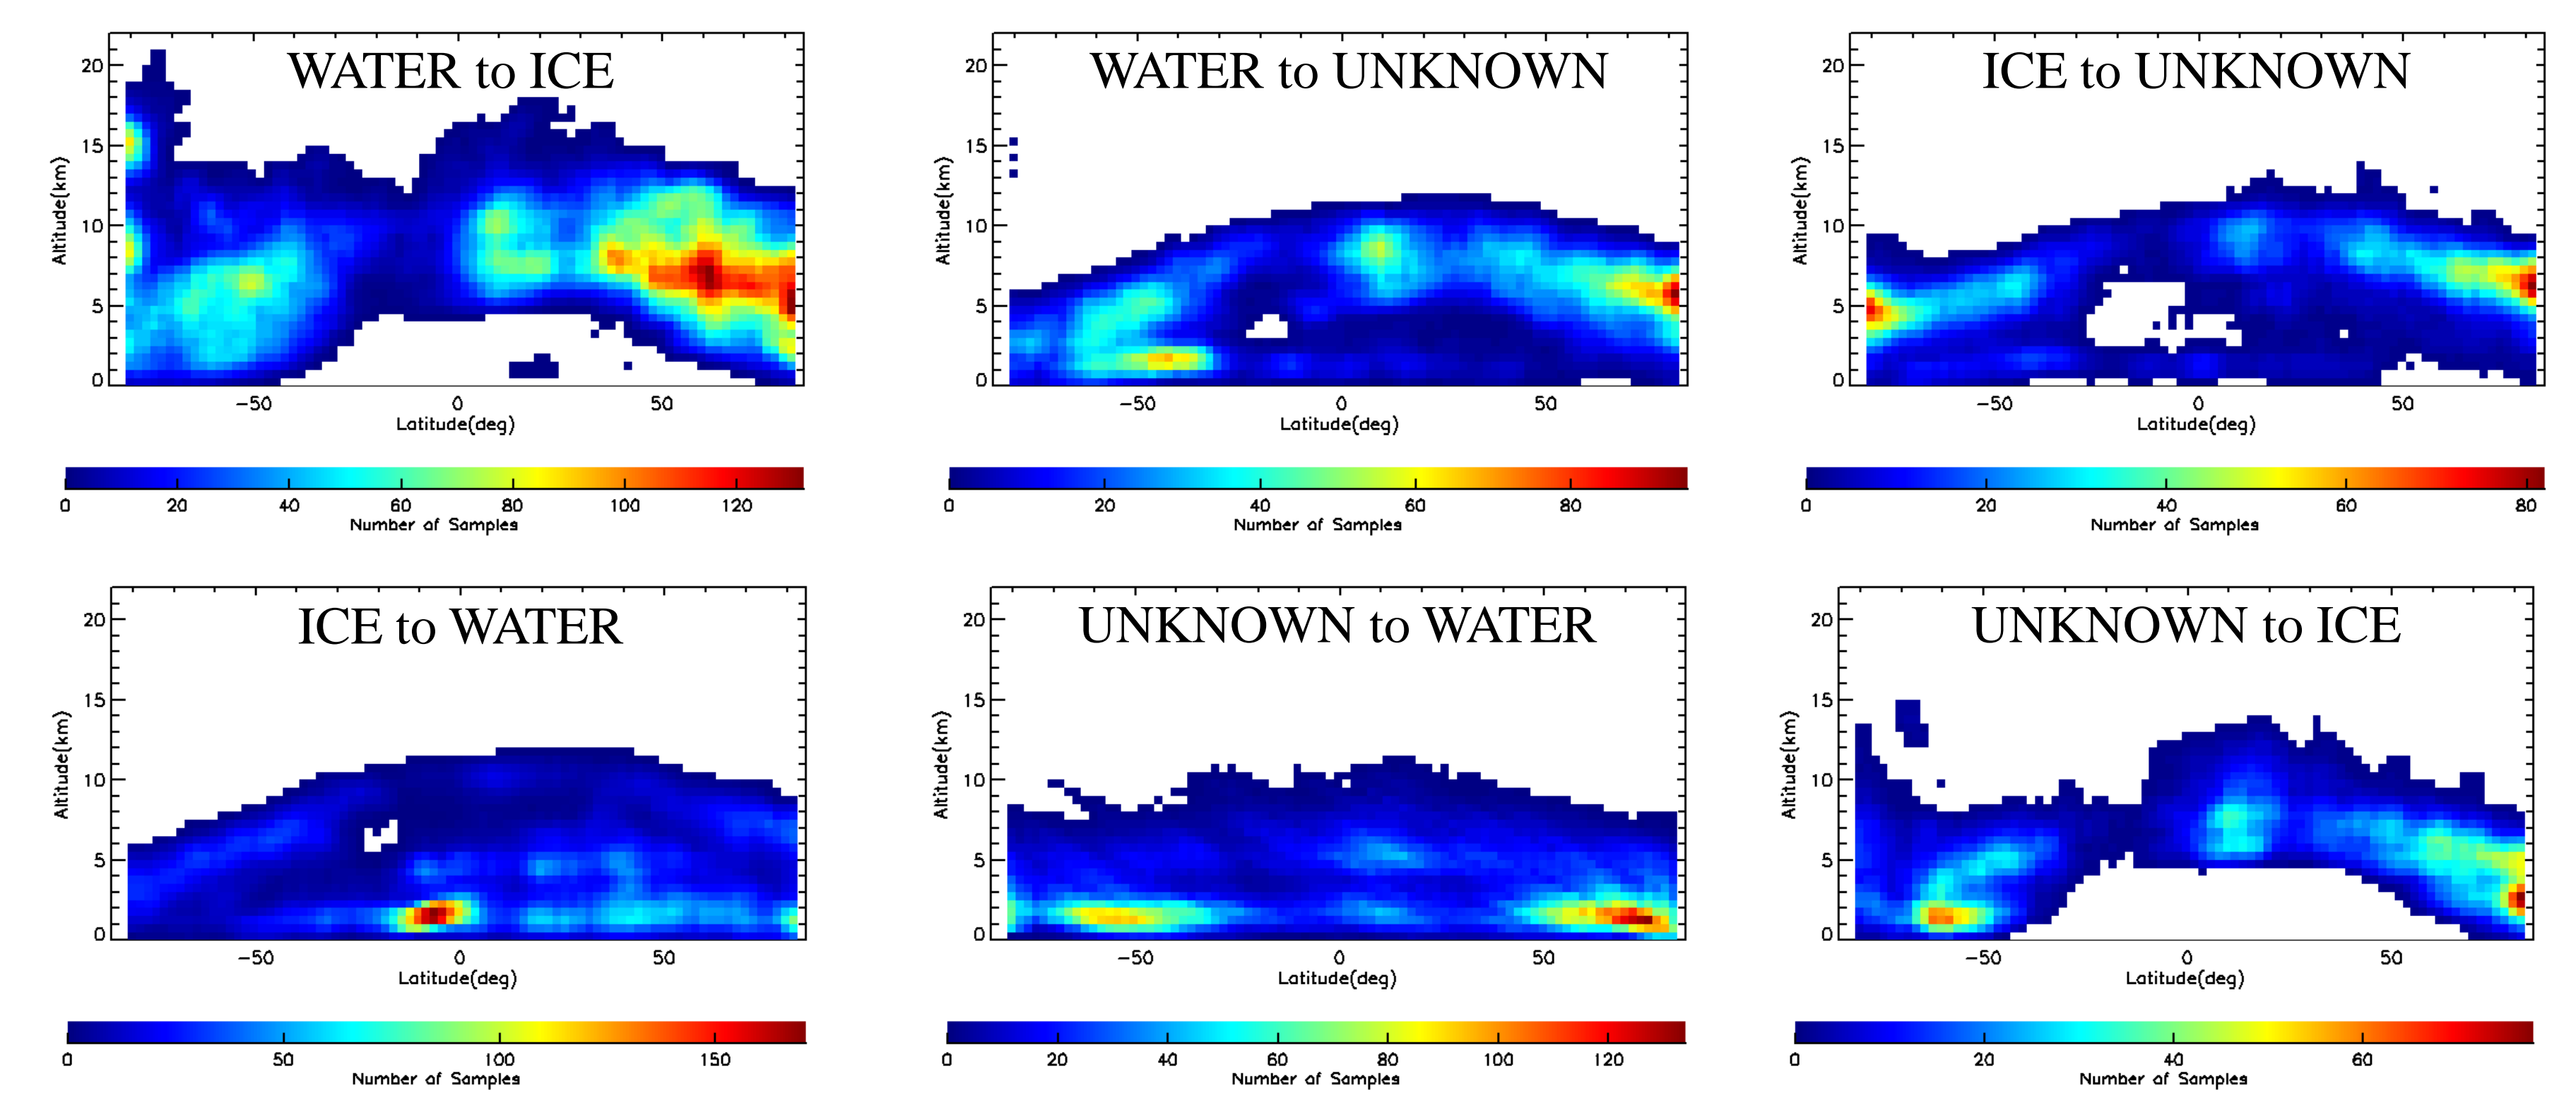 WATER to ICE
20
15
10
5
0
Altitude(km)
-50 0 50
Latitude(deg)
0 20 40 60 80 100 120
Number of Samples
WATER to UNKNOWN
20
15
10
5
0
Altitude(km)
-50 0 50
Latitude(deg)
0 20 40 60 80
Number of Samples
ICE to UNKNOWN
20
15
10
5
0
Altitude(km)
-50 0 50
Latitude(deg)
0 20 40 60 80
Number of Samples
ICE to WATER
20
15
10
5
0
Altitude(km)
-50 0 50
Latitude(deg)
0 50 100 150
Number of Samples
UNKNOWN to WATER
20
15
10
5
0
Altitude(km)
-50 0 50
Latitude(deg)
0 20 40 60 80 100 120
Number of Samples
UNKNOWN to ICE
20
15
10
5
0
Altitude(km)
-50 0 50
Latitude(deg)
0 20 40 60
Number of Samples